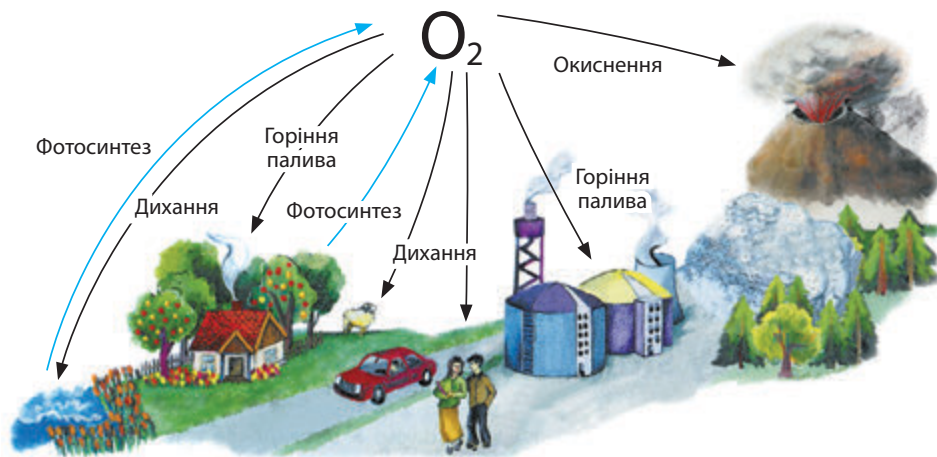 O₂
Окиснення
Фотосинтез
Горіння
палива
Дихання
Фотосинтез
Дихання
Горіння
палива